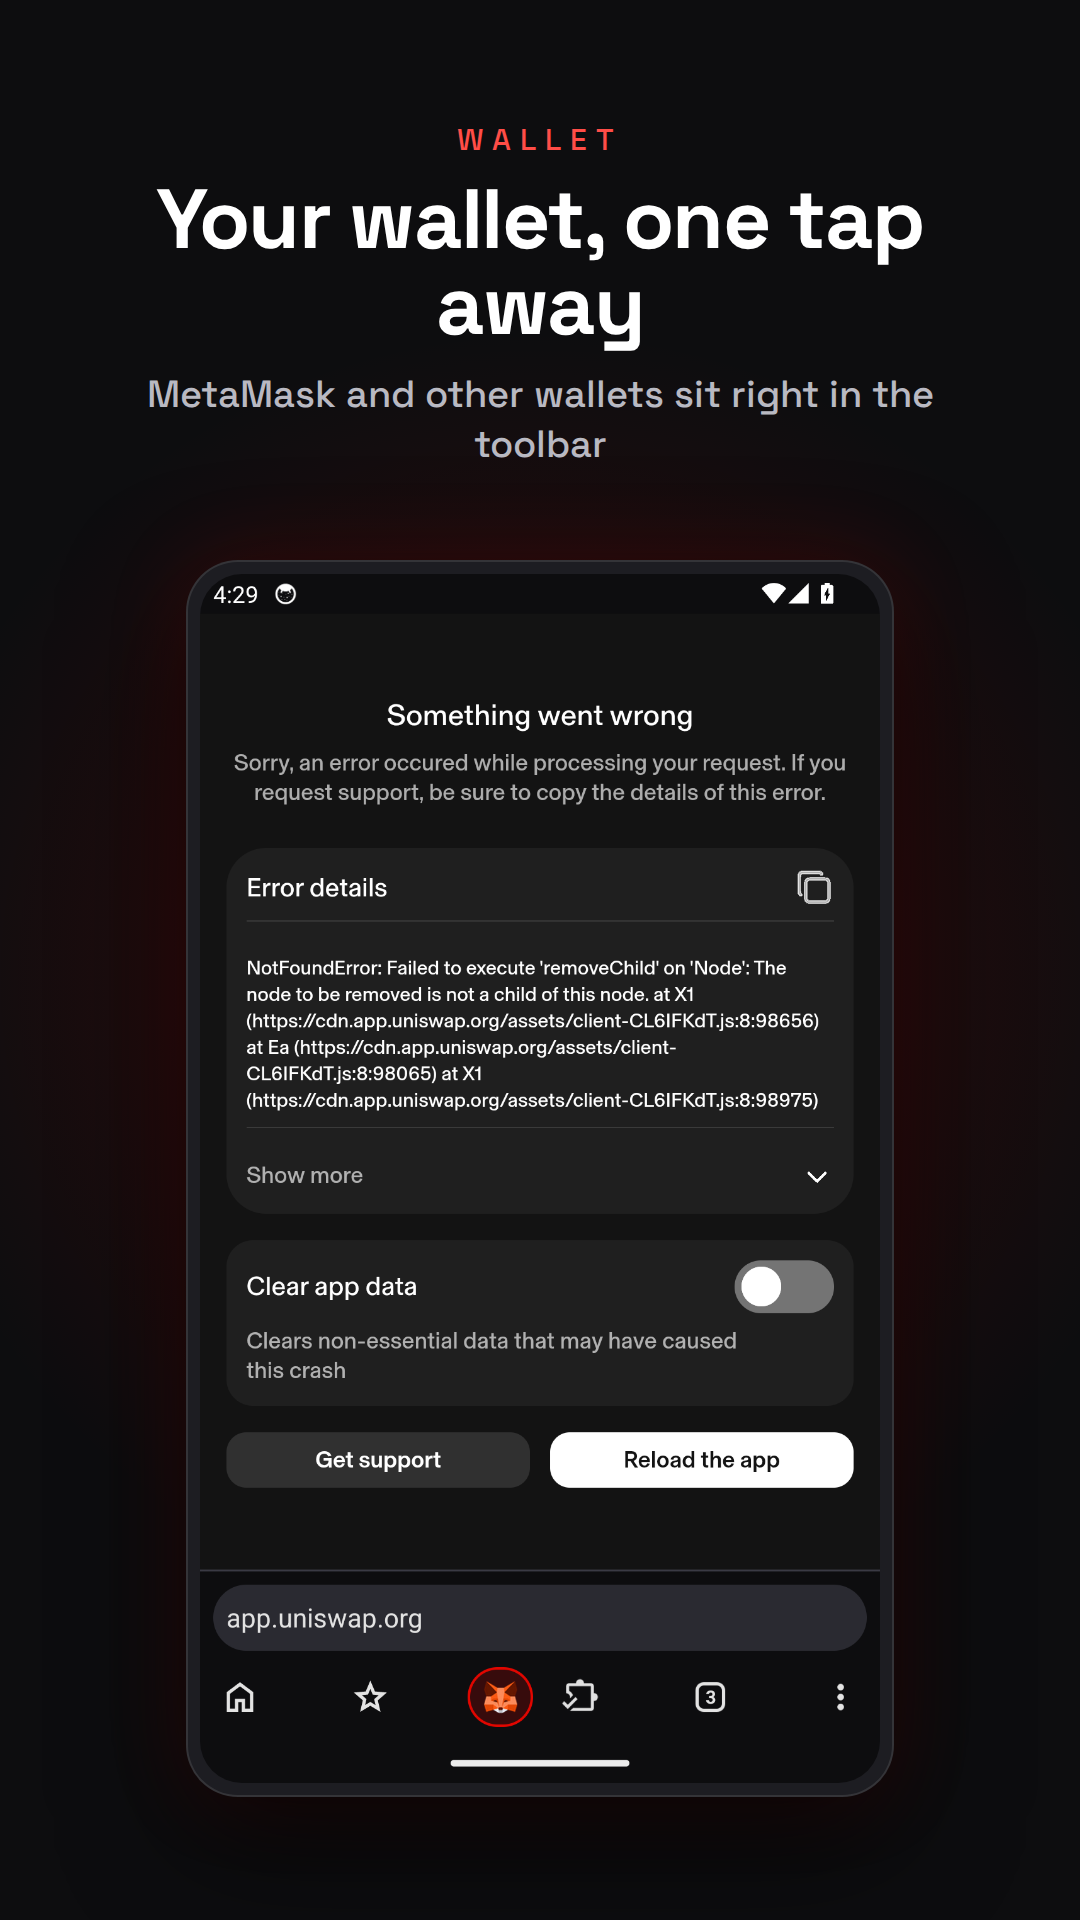 WALLET
Your wallet, one tap
away
MetaMask and other wallets sit right in the
toolbar
4:29
Something went wrong
Sorry, an error occured while processing your request. If you
request support, be sure to copy the details of this error.
Error details
NotFoundError: Failed to execute 'removeChild' on 'Node': The
node to be removed is not a child of this node. at X1
(https://cdn.app.uniswap.org/assets/client-CL6IFKdT.js:8:98656)
at Ea (https://cdn.app.uniswap.org/assets/client-
CL6IFKdT.js:8:98065) at X1
(https://cdn.app.uniswap.org/assets/client-CL6IFKdT.js:8:98975)
Show more
Clear app data
Clears non-essential data that may have caused
this crash
Get support
Reload the app
app.uniswap.org
3